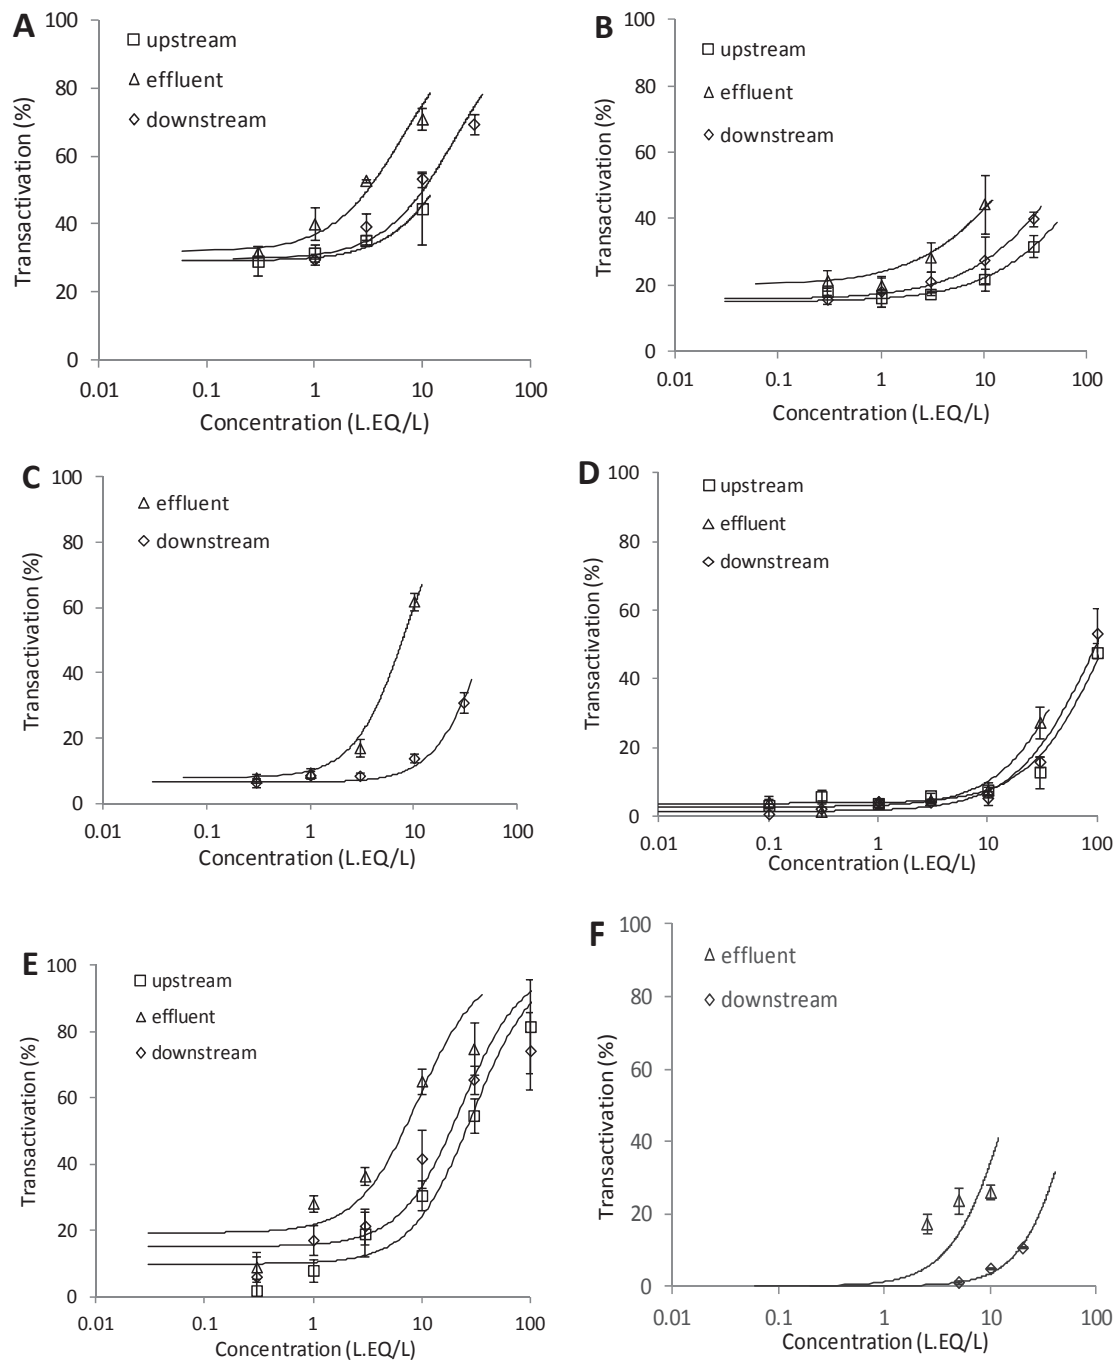 A
100
80
60
40
20
0
Transactivation (%)
upstream
effluent
downstream
0.01 0.1 1 10 100
Concentration (L.EQ/L)
B
100
80
60
40
20
0
Transactivation (%)
upstream
effluent
downstream
0.01 1 10 100
Concentration (L.EQ/L)
C
100
80
60
40
20
0
Transactivation (%)
effluent
downstream
0.01 0.1 1 10 100
Concentration (L.EQ/L)
D
100
80
60
40
20
0
Transactivation (%)
upstream
effluent
downstream
0.01 0.1 1 10 100
Concentration (L.EQ/L)
E
100
80
60
40
20
0
Transactivation (%)
upstream
effluent
downstream
0.01 0.1 1 10 100
Concentration (L.EQ/L)
F
100
80
60
40
20
0
Transactivation (%)
effluent
downstream
0.01 1 10 100
Concentration (L.EQ/L)